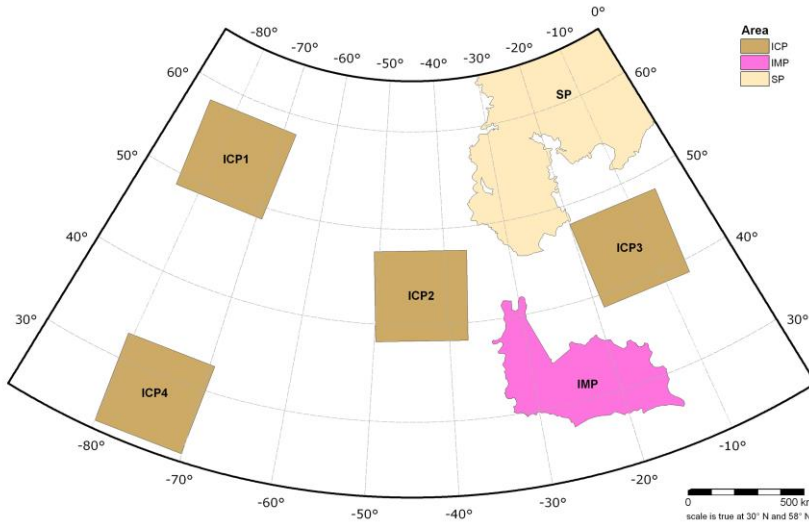 0°
-80° -70° -60° -50° -40° -30° -20° -10°
Area
ICP
IMP
SP
60° 60°
SP
50° 50°
ICP1
40° 40°
ICP3
ICP2
30° 30°
IMP
ICP4
-80° -70° -60° -50° -40° -30° -20° -10°
0 500 km
scale is true at 30° N and 58° N